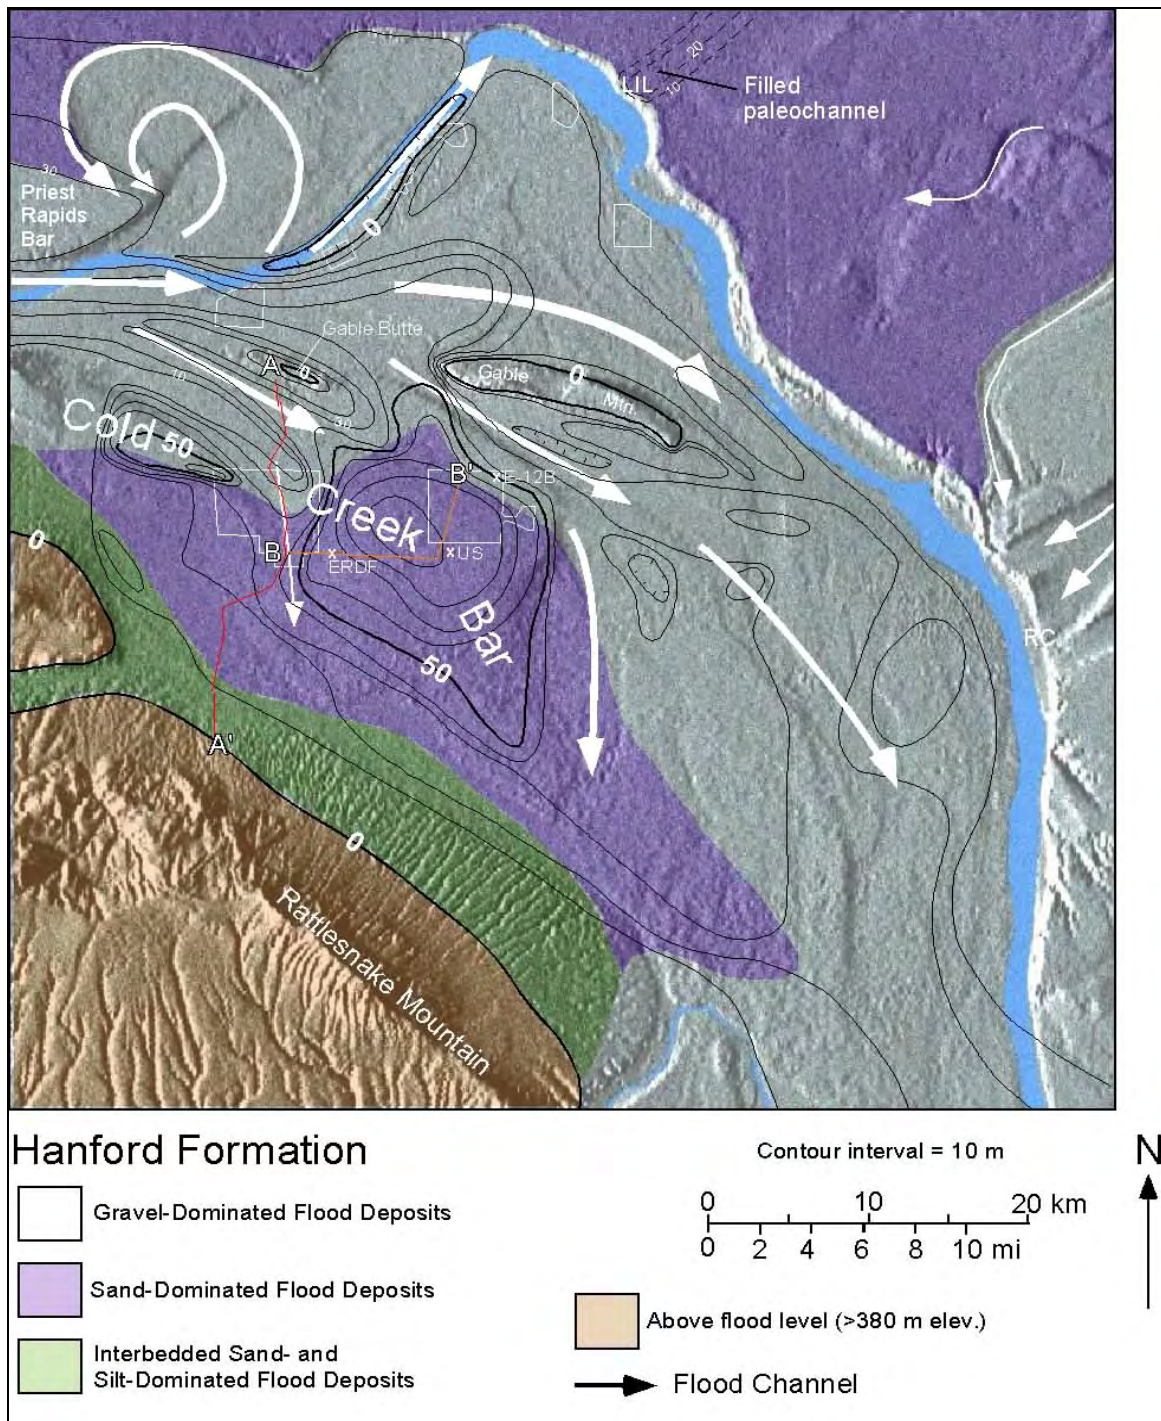 20
LIL
10
Filled
paleochannel
30
Priest
Rapids
Bar
0
Gable Butte
A
0
Gable
0
Mtn.
10
Cold
50
30
B'
E-12B
Creek
0
B
US
ERDF
Bar
RC
50
A'
0
Rattlesnake Mountain
Hanford Formation
Contour interval = 10 m
N
Gravel-Dominated Flood Deposits
0 10 20 km
0 2 4 6 8 10 mi
Sand-Dominated Flood Deposits
Above flood level (>380 m elev.)
Interbedded Sand- and
Silt-Dominated Flood Deposits
Flood Channel